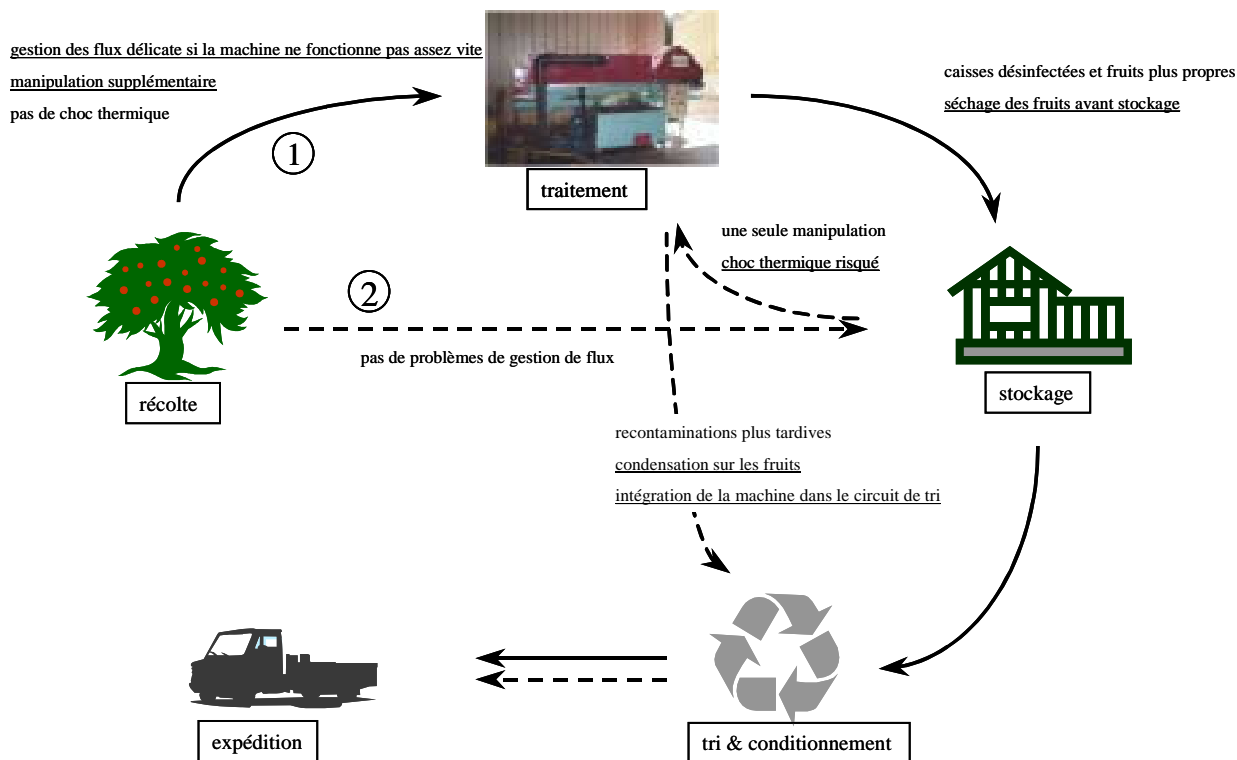 gestion des flux délicate si la machine ne fonctionne pas assez vite
manipulation supplémentaire
pas de choc thermique
1
traitement
caisses désinfectées et fruits plus propres
séchage des fruits avant stockage
une seule manipulation
choc thermique risqué
2
pas de problèmes de gestion de flux
récolte
stockage
recontaminations plus tardives
condensation sur les fruits
intégration de la machine dans le circuit de tri
expédition
tri & conditionnement